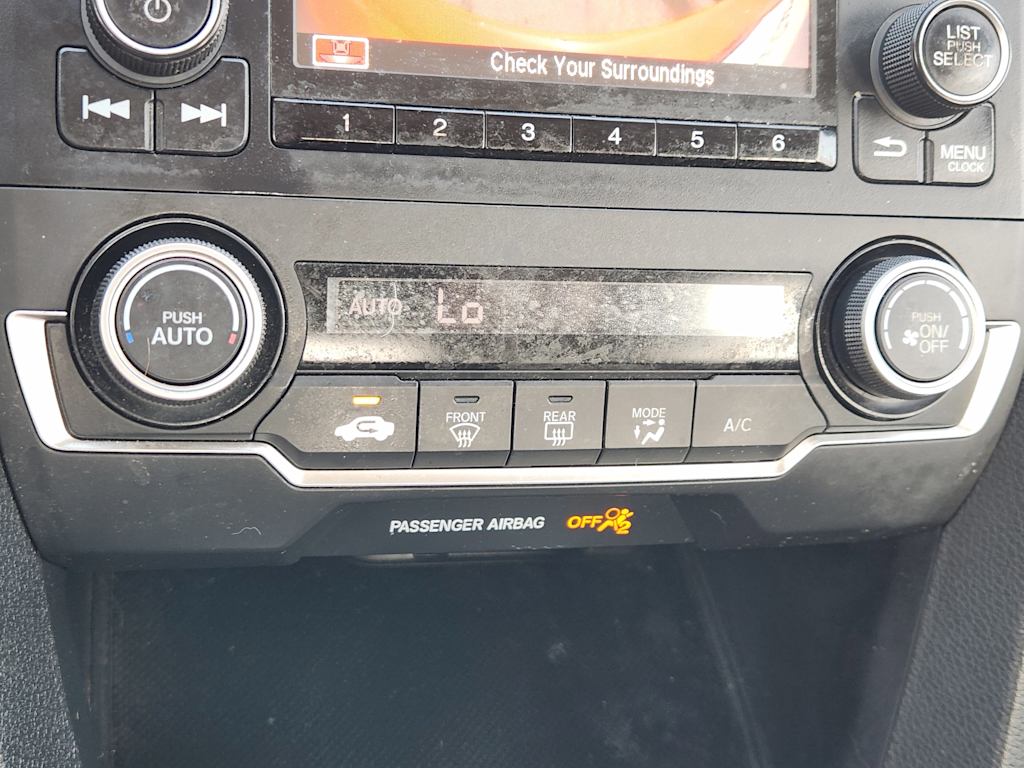 LIST
PUSH
SELECT
Check Your Surroundings
1 2 3 4 5 6
MENU
CLOCK
PUSH
AUTO
AUTO Lo
PUSH
ON/
OFF
FRONT
REAR
MODE
A/C
PASSENGER AIRBAG OFF
2